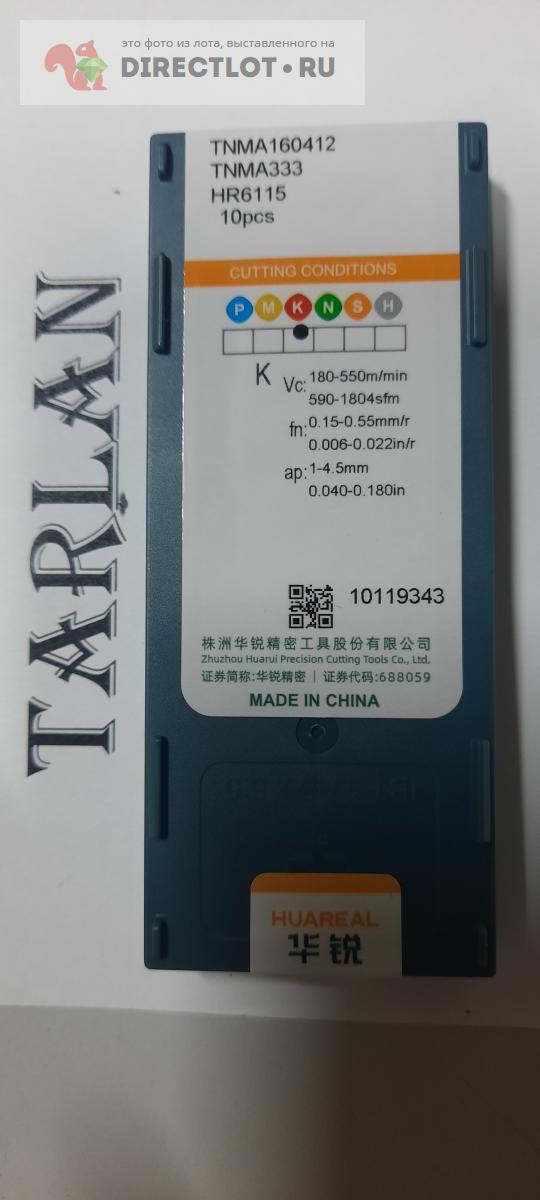 это фото из лота, выставленного на
DIRECTLOT•RU
TARLAN
TNMA160412
TNMA333
HR6115
10pcs
CUTTING CONDITIONS
P M K N S H
K Vc: 180-550m/min
590-1804sfm
fn: 0.15-0.55mm/r
0.006-0.022in/r
ap: 1-4.5mm
0.040-0.180in
10119343
株洲华锐精密工具股份有限公司
Zhuzhou Huarui Precision Cutting Tools Co., Ltd.
证券简称:华锐精密 | 证券代码:688059
MADE IN CHINA
HUAREAL
华锐